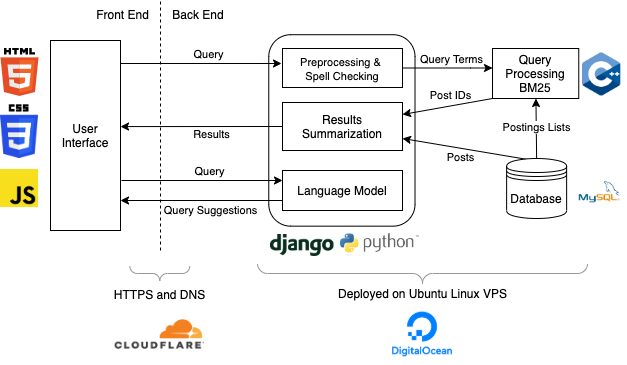 Front End
Back End
HTML
5
CSS
3
JS
User
Interface
Query
Results
Query
Query Suggestions
Preprocessing &
Spell Checking
Results
Summarization
Language Model
Query Terms
Post IDs
Posts
Query
Processing
BM25
C++
Postings Lists
Database
MySQL
django
python™
HTTPS and DNS
CLOUDFLARE
Deployed on Ubuntu Linux VPS
DigitalOcean